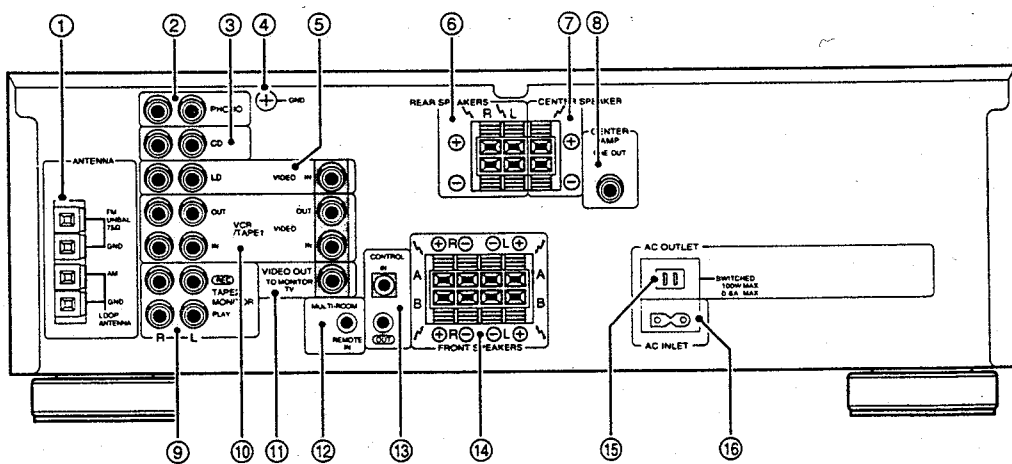 ① ② ③ ④ ⑤ ⑥ ⑦ ⑧
GND
PHONO
CD
LD
VIDEO IN
OUT
IN
VCR
/TAPE1
OUT
VIDEO
IN
REC
TAPE2
MONITOR
PLAY
R L
VIDEO OUT
TO MONITOR
TV
ANTENNA
FM
UNBAL
75Ω
GND
AM
GND
LOOP
ANTENNA
MULTI-ROOM
REMOTE
IN
CONTROL
IN
OUT
REAR SPEAKERS
R L
CENTER SPEAKER
⊕ ⊕
⊖ ⊖
CENTER
AMP
LINE OUT
⊕R⊖ ⊖L⊕
A A
B B
⊕R⊖ ⊖L⊕
FRONT SPEAKERS
AC OUTLET
SWITCHED
100W MAX
0.8A MAX
AC INLET
⑮ ⑯
⑨ ⑩ ⑪ ⑫ ⑬ ⑭